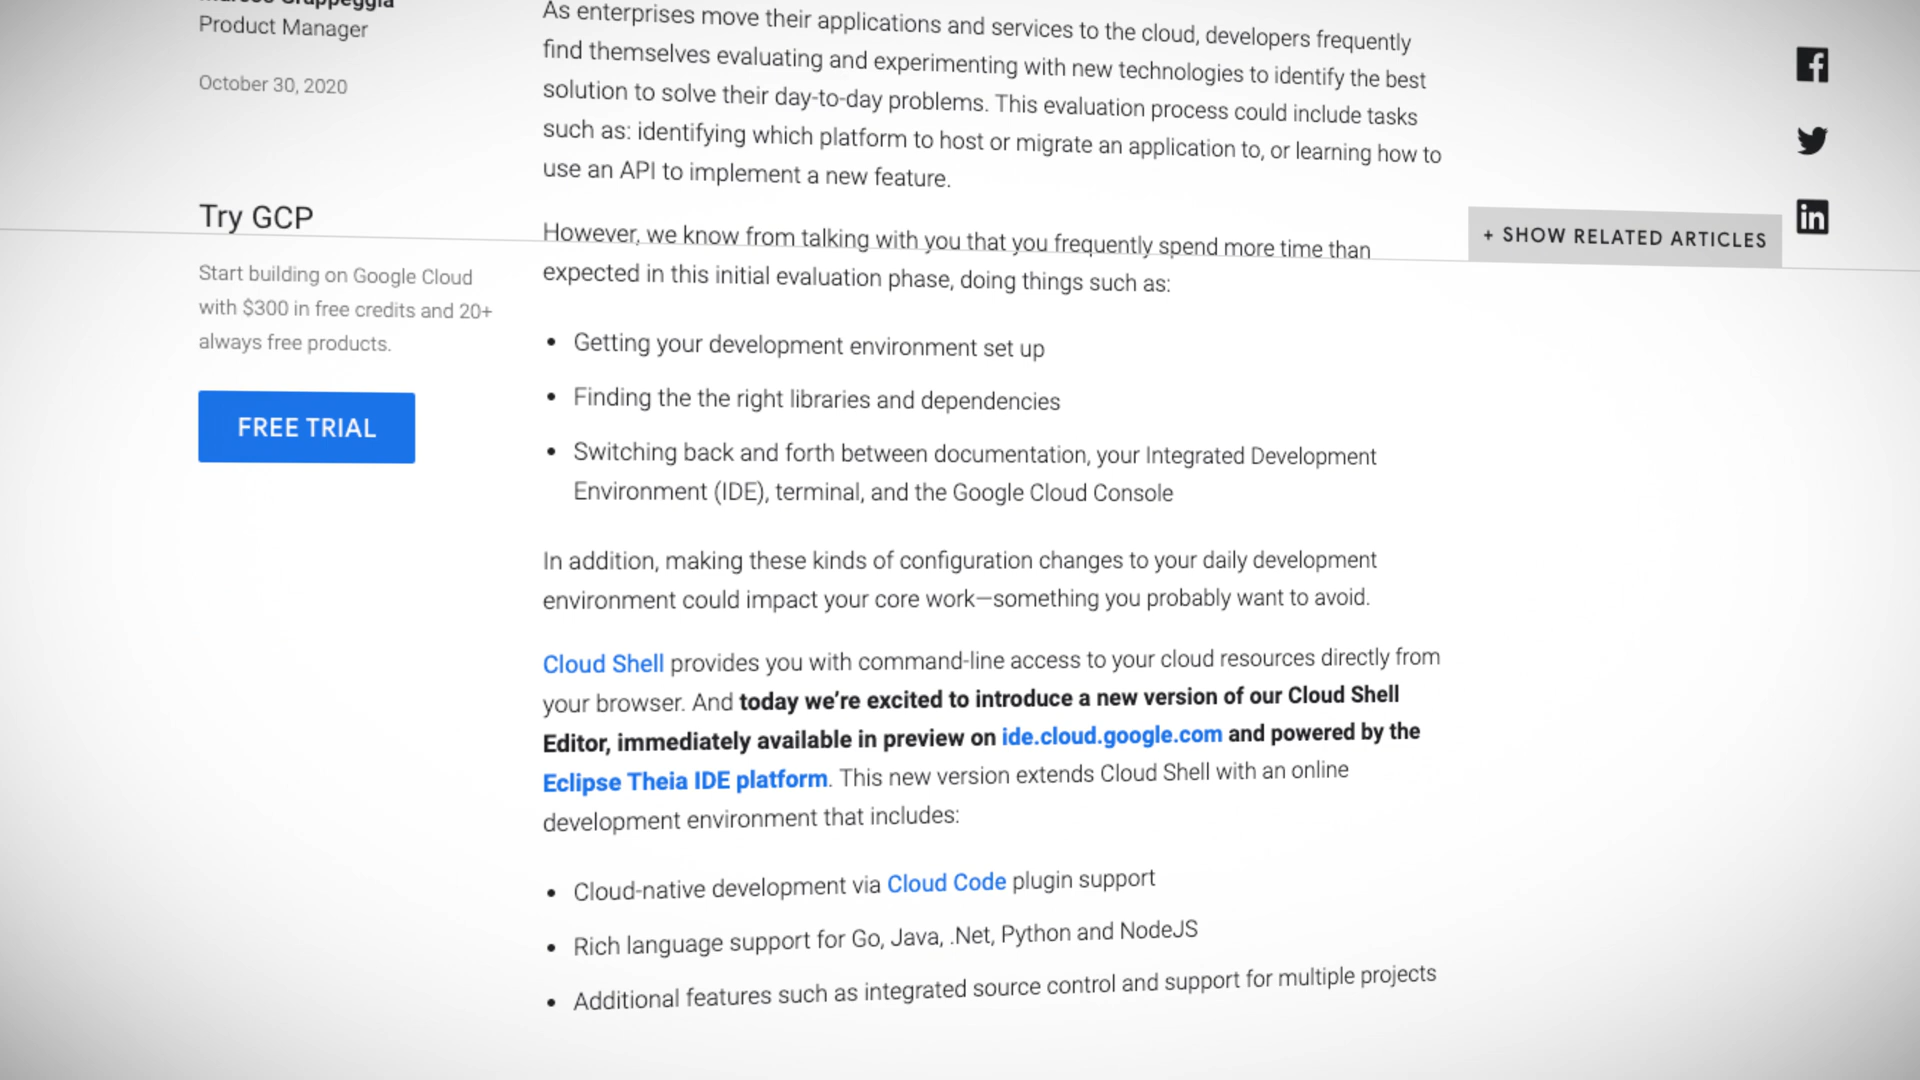 Product Manager
October 30, 2020
Try GCP
Start building on Google Cloud
with $300 in free credits and 20+
always free products.
FREE TRIAL
As enterprises move their applications and services to the cloud, developers frequently
find themselves evaluating and experimenting with new technologies to identify the best
solution to solve their day-to-day problems. This evaluation process could include tasks
such as: identifying which platform to host or migrate an application to, or learning how to
use an API to implement a new feature.
However, we know from talking with you that you frequently spend more time than
expected in this initial evaluation phase, doing things such as:
• Getting your development environment set up
• Finding the the right libraries and dependencies
• Switching back and forth between documentation, your Integrated Development
Environment (IDE), terminal, and the Google Cloud Console
In addition, making these kinds of configuration changes to your daily development
environment could impact your core work—something you probably want to avoid.
Cloud Shell provides you with command-line access to your cloud resources directly from
your browser. And today we're excited to introduce a new version of our Cloud Shell
Editor, immediately available in preview on ide.cloud.google.com and powered by the
Eclipse Theia IDE platform. This new version extends Cloud Shell with an online
development environment that includes:
• Cloud-native development via Cloud Code plugin support
• Rich language support for Go, Java, .Net, Python and NodeJS
• Additional features such as integrated source control and support for multiple projects
+ SHOW RELATED ARTICLES